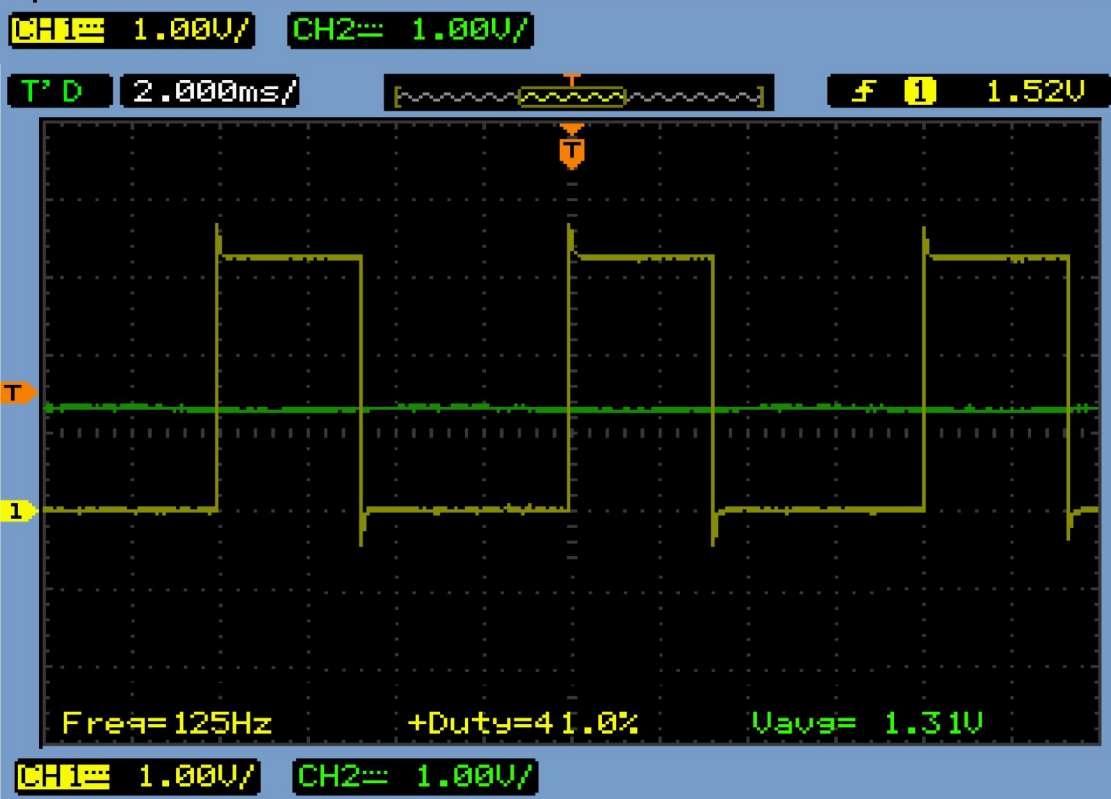 CH1 1.00V/ CH2 1.00V/
T'D 2.000ms/ T 1 1.52V
T
T
1
Freq=125Hz +Duty=41.0% Vavg= 1.31V
CH1 1.00V/ CH2 1.00V/